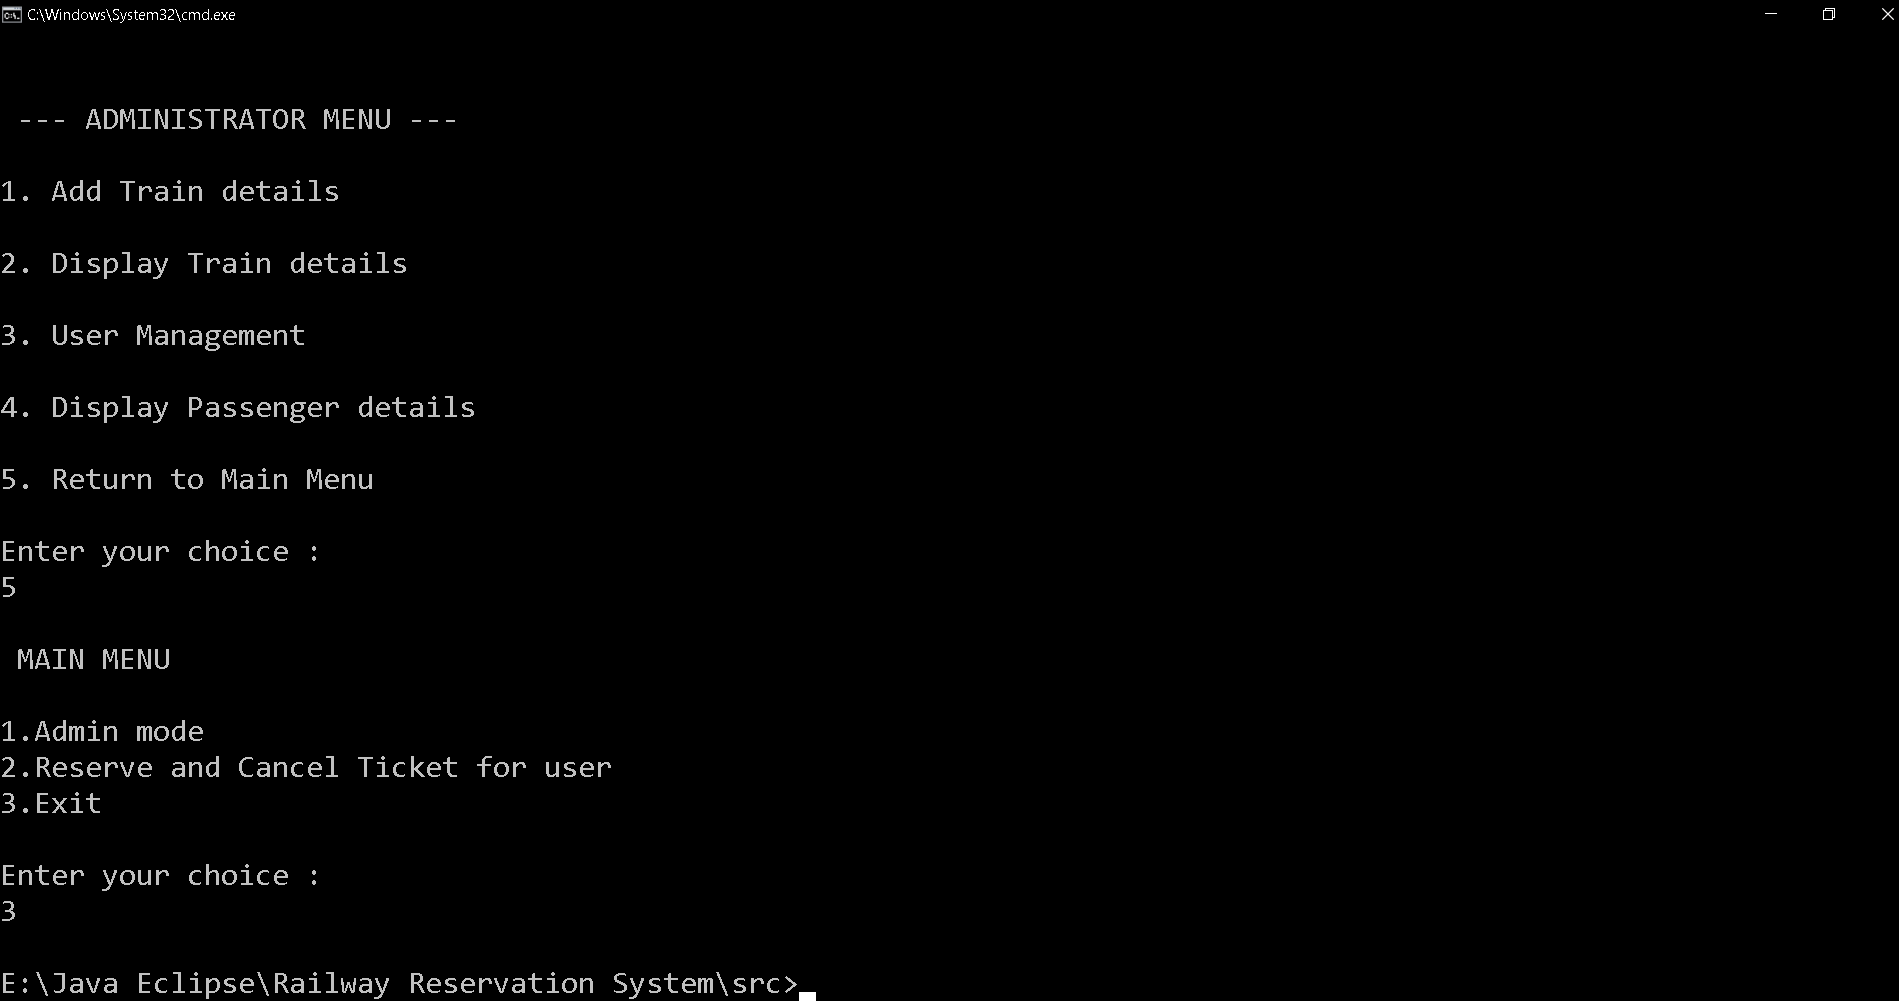 C:\Windows\System32\cmd.exe
--- ADMINISTRATOR MENU ---
1. Add Train details
2. Display Train details
3. User Management
4. Display Passenger details
5. Return to Main Menu
Enter your choice :
5
MAIN MENU
1.Admin mode
2.Reserve and Cancel Ticket for user
3.Exit
Enter your choice :
3
E:\Java Eclipse\Railway Reservation System\src>